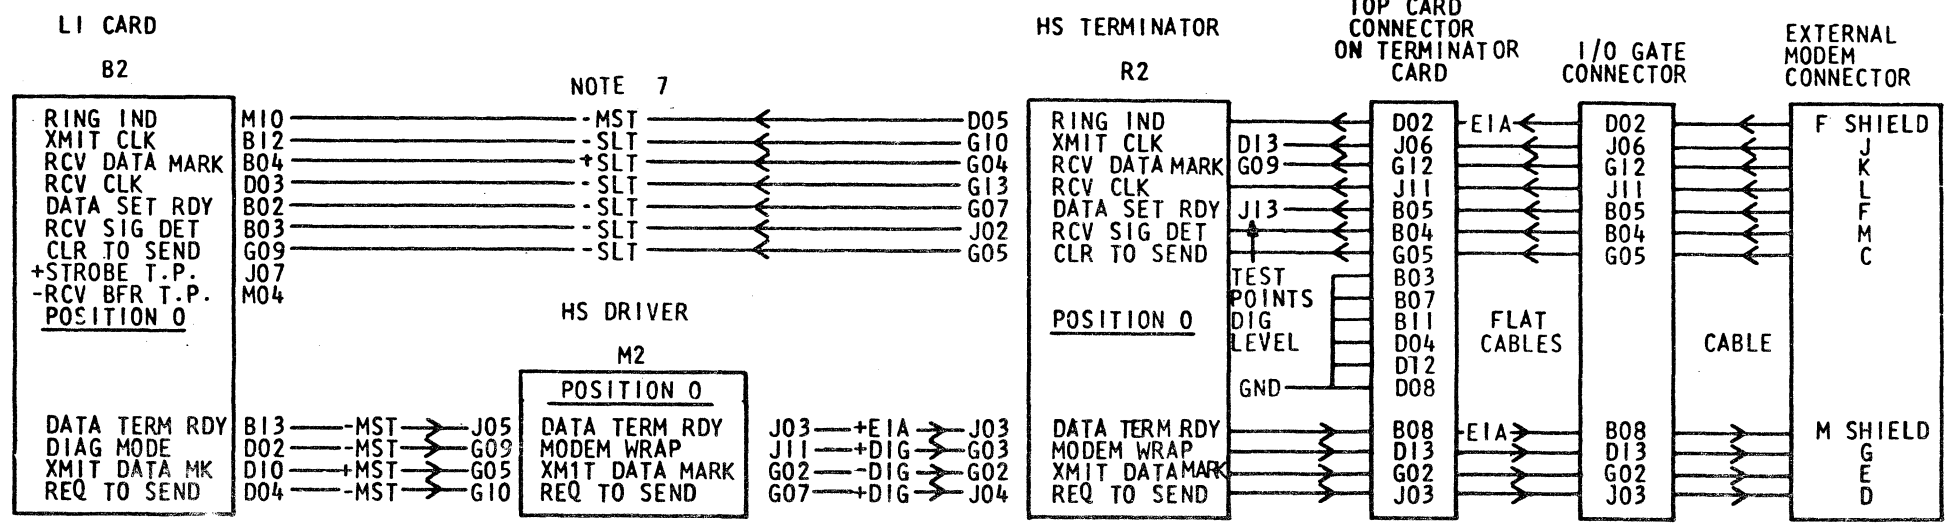 TOP CARD
LI CARD HS TERMINATOR CONNECTOR EXTERNAL
ON TERMINATOR I/O GATE MODEM
B2 R2 CARD CONNECTOR CONNECTOR
NOTE 7
RING IND M10 -MST D05 RING IND D02 EIA D02 F SHIELD
XMIT CLK B12 -SLT G10 XMIT CLK D13 J06 J06 J
RCV DATA MARK B04 +SLT G04 RCV DATA MARK G09 G12 G12 K
RCV CLK D03 -SLT G13 RCV CLK J11 J11 L
DATA SET RDY B02 -SLT G07 DATA SET RDY J13 B05 B05 F
RCV SIG DET B03 -SLT J02 RCV SIG DET B04 B04 M
CLR TO SEND G09 -SLT G05 CLR TO SEND G05 G05 C
+STROBE T.P. J07 TEST B03
-RCV BFR T.P. M04 POINTS B07
POSITION 0 HS DRIVER POSITION 0 DIG B11 FLAT
LEVEL D04 CABLES CABLE
M2 D12
POSITION 0 GND D08
DATA TERM RDY B13 -MST J05 DATA TERM RDY J03 +EIA J03 DATA TERM RDY B08 EIA B08 M SHIELD
DIAG MODE D02 -MST G09 MODEM WRAP J11 +DIG G03 MODEM WRAP D13 D13 G
XMIT DATA MK D10 +MST G05 XMIT DATA MARK G02 -DIG G02 XMIT DATA MARK G02 G02 E
REQ TO SEND D04 -MST G10 REQ TO SEND G07 +DIG J04 REQ TO SEND J03 J03 D